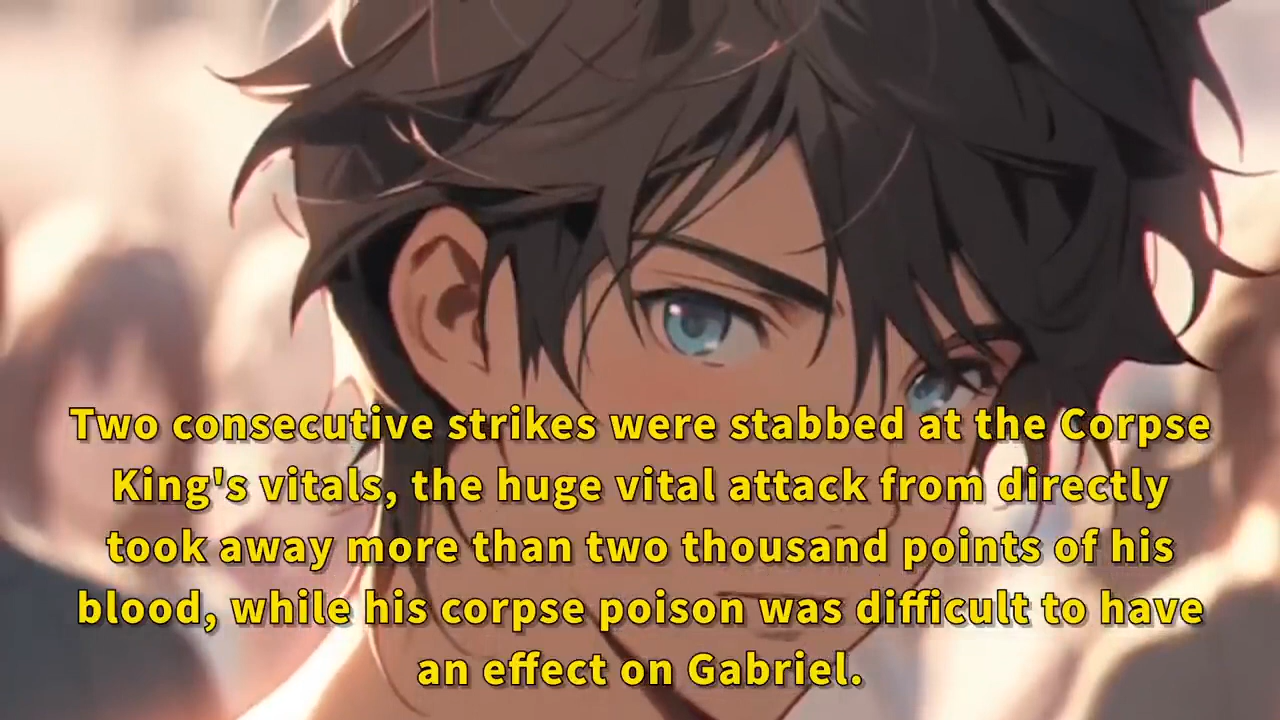 Two consecutive strikes were stabbed at the Corpse
King's vitals, the huge vital attack from directly
took away more than two thousand points of his
blood, while his corpse poison was difficult to have
an effect on Gabriel.